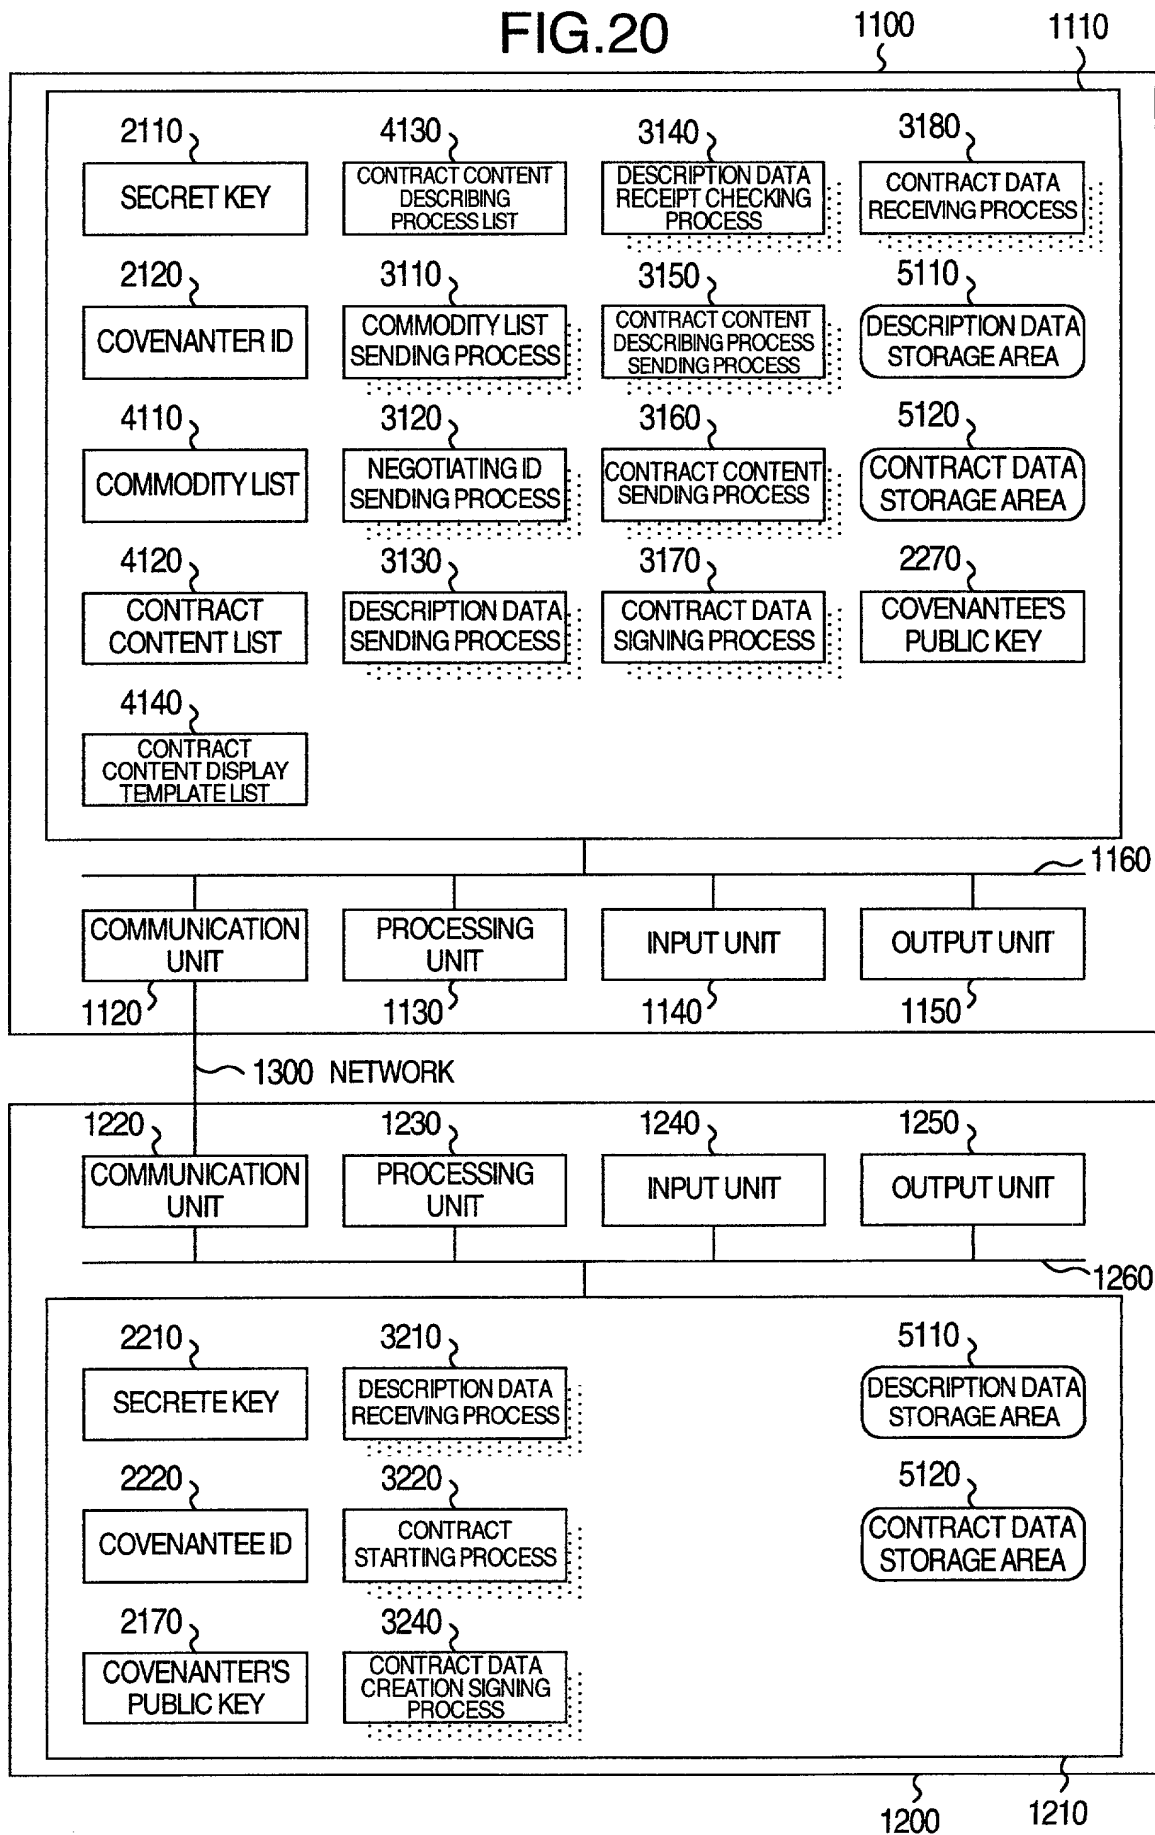 FIG.20
1100
1110
2110
4130
3140
3180
SECRET KEY
CONTRACT CONTENT
DESCRIBING
PROCESS LIST
DESCRIPTION DATA
RECEIPT CHECKING
PROCESS
CONTRACT DATA
RECEIVING PROCESS
2120
3110
3150
5110
COVENANTER ID
COMMODITY LIST
SENDING PROCESS
CONTRACT CONTENT
DESCRIBING PROCESS
SENDING PROCESS
DESCRIPTION DATA
STORAGE AREA
4110
3120
3160
5120
COMMODITY LIST
NEGOTIATING ID
SENDING PROCESS
CONTRACT CONTENT
SENDING PROCESS
CONTRACT DATA
STORAGE AREA
4120
3130
3170
2270
CONTRACT
CONTENT LIST
DESCRIPTION DATA
SENDING PROCESS
CONTRACT DATA
SIGNING PROCESS
COVENANTEE'S
PUBLIC KEY
4140
CONTRACT
CONTENT DISPLAY
TEMPLATE LIST
1160
COMMUNICATION
UNIT
PROCESSING
UNIT
INPUT UNIT
OUTPUT UNIT
1120
1130
1140
1150
1300 NETWORK
1220
1230
1240
1250
COMMUNICATION
UNIT
PROCESSING
UNIT
INPUT UNIT
OUTPUT UNIT
1260
2210
3210
5110
SECRETE KEY
DESCRIPTION DATA
RECEIVING PROCESS
DESCRIPTION DATA
STORAGE AREA
2220
3220
5120
COVENANTEE ID
CONTRACT
STARTING PROCESS
CONTRACT DATA
STORAGE AREA
2170
3240
COVENANTER'S
PUBLIC KEY
CONTRACT DATA
CREATION SIGNING
PROCESS
1200
1210